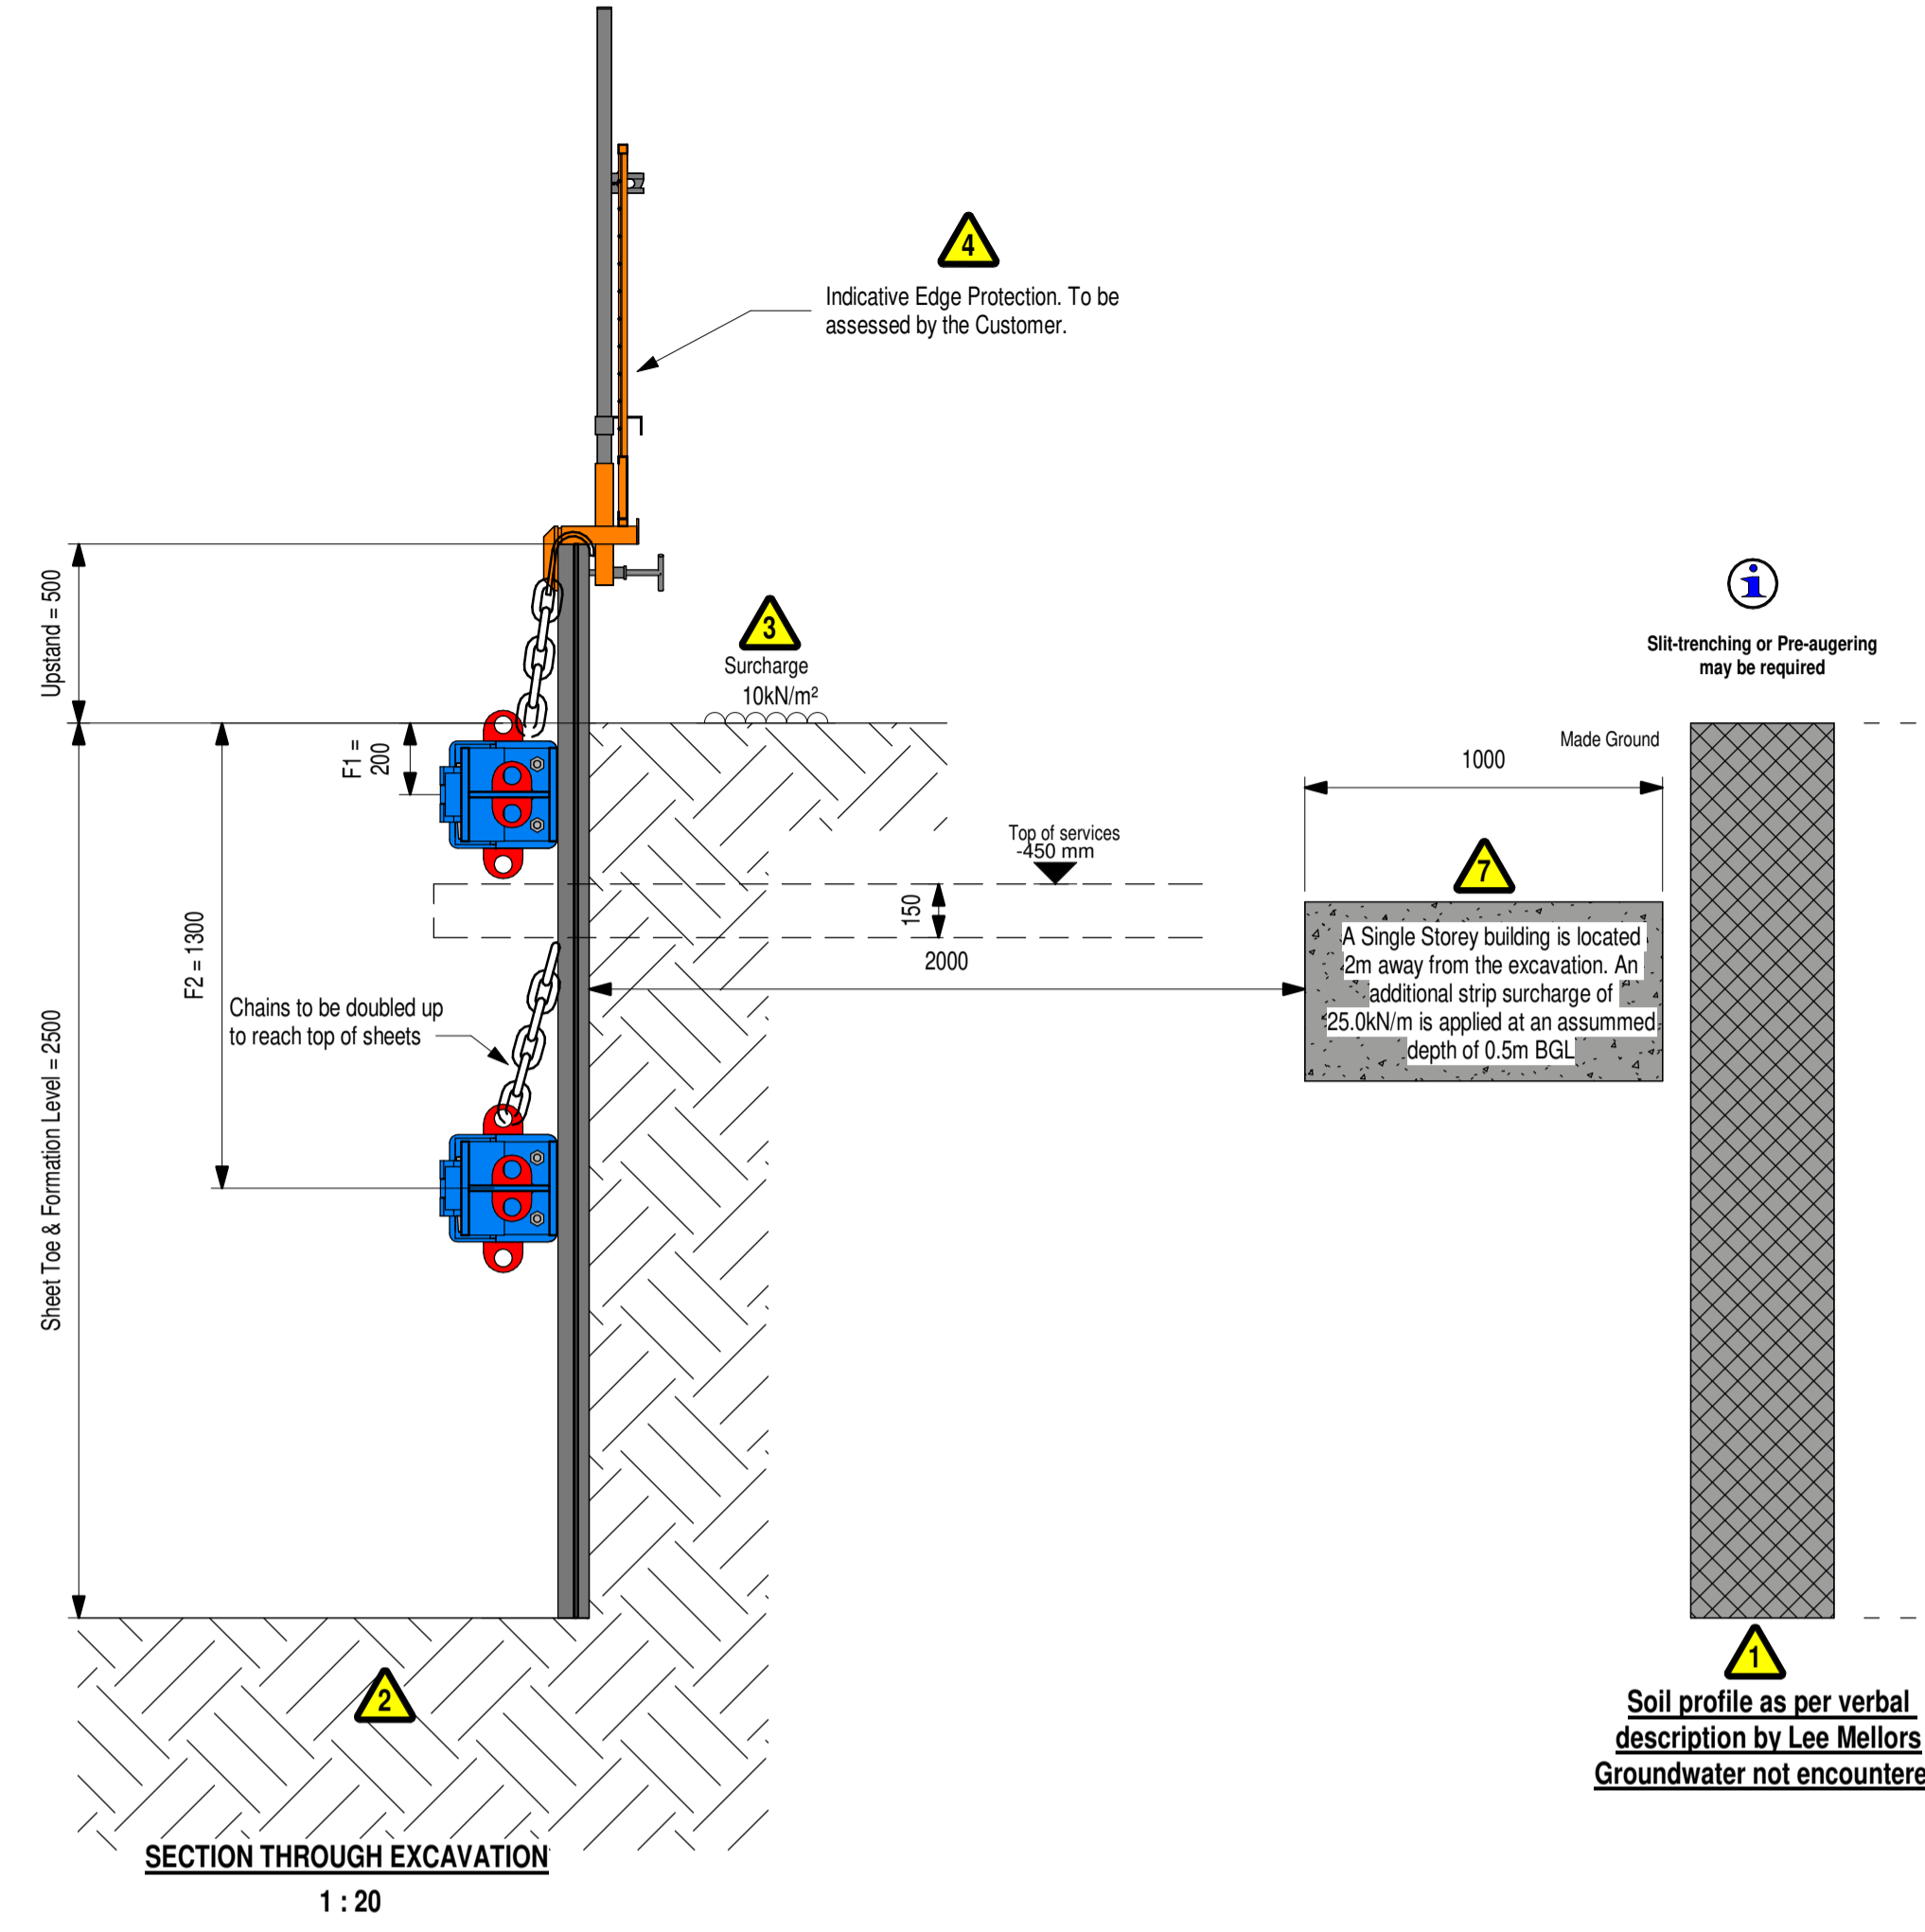 4
Indicative Edge Protection. To be
assessed by the Customer.
Upstand = 500
3
Surcharge
10kN/m²
i
Slit-trenching or Pre-augering
may be required
F1 =
200
Made Ground
1000
Top of services
-450 mm
150
7
F2 = 1300
2000
A Single Storey building is located
2m away from the excavation. An
additional strip surcharge of
25.0kN/m is applied at an assummed
depth of 0.5m BGL
Chains to be doubled up
to reach top of sheets
Sheet Toe & Formation Level = 2500
1
2
Soil profile as per verbal
description by Lee Mellors
Groundwater not encountere
SECTION THROUGH EXCAVATION
1 : 20